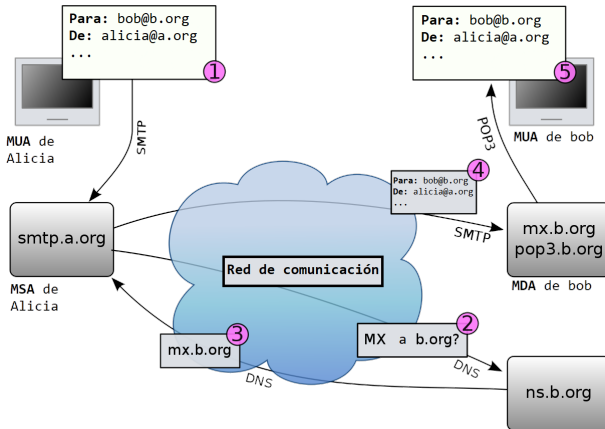 Para: bob@b.org
De: alicia@a.org
...
1
MUA de
Alicia
SMTP
smtp.a.org
MSA de
Alicia
Para: bob@b.org
De: alicia@a.org
...
5
MUA de bob
POP3
4
Para: bob@b.org
De: alicia@a.org
...
SMTP
mx.b.org
pop3.b.org
MDA de bob
Red de comunicación
2
MX a b.org?
DNS
3
mx.b.org
DNS
ns.b.org